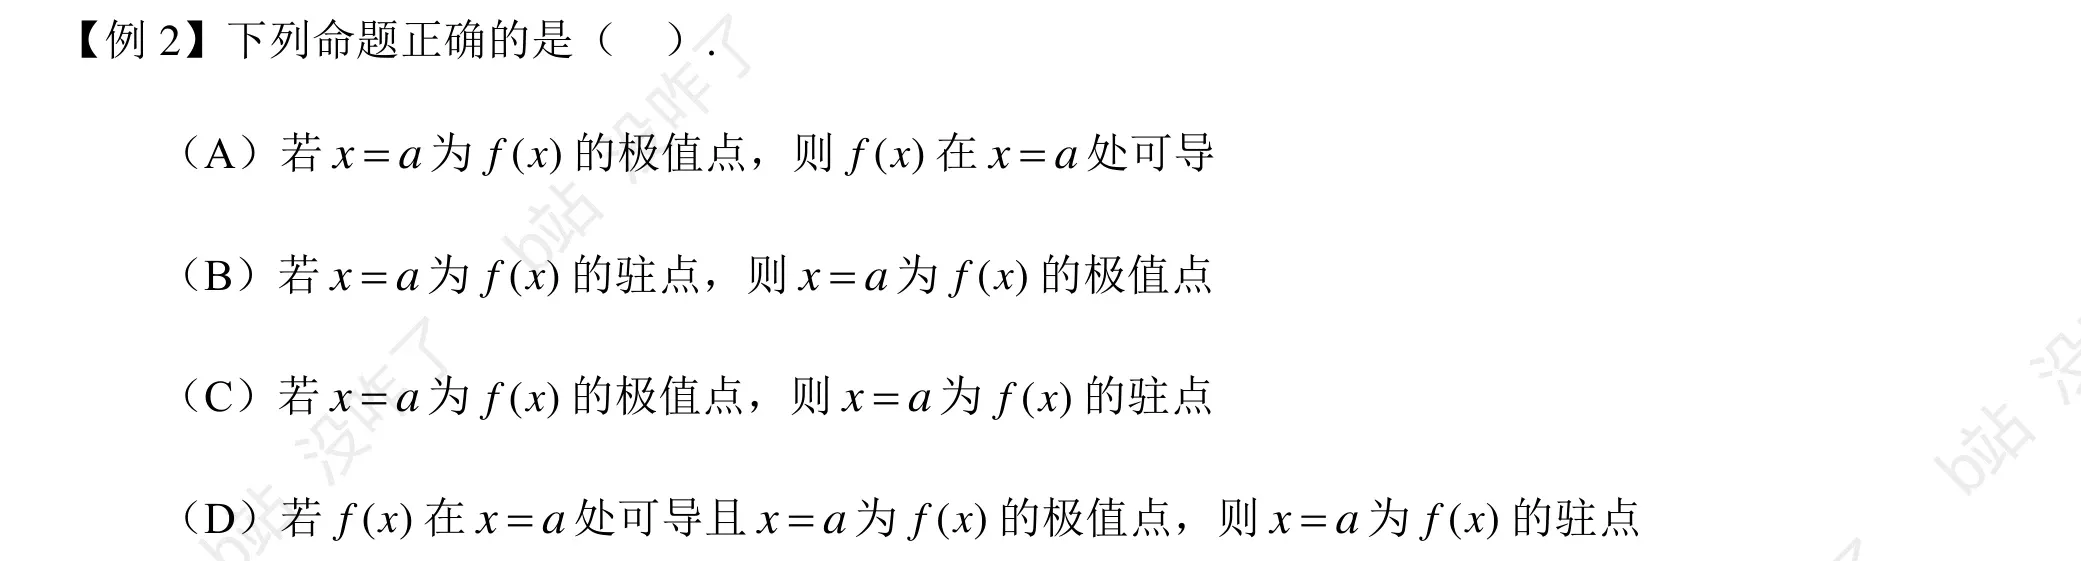 【例 2】下列命题正确的是（　）.
（A）若 x = a 为 f(x) 的极值点，则 f(x) 在 x = a 处可导
（B）若 x = a 为 f(x) 的驻点，则 x = a 为 f(x) 的极值点
（C）若 x = a 为 f(x) 的极值点，则 x = a 为 f(x) 的驻点
（D）若 f(x) 在 x = a 处可导且 x = a 为 f(x) 的极值点，则 x = a 为 f(x) 的驻点
b站 没咋了
b站 没咋了
b站 没
了